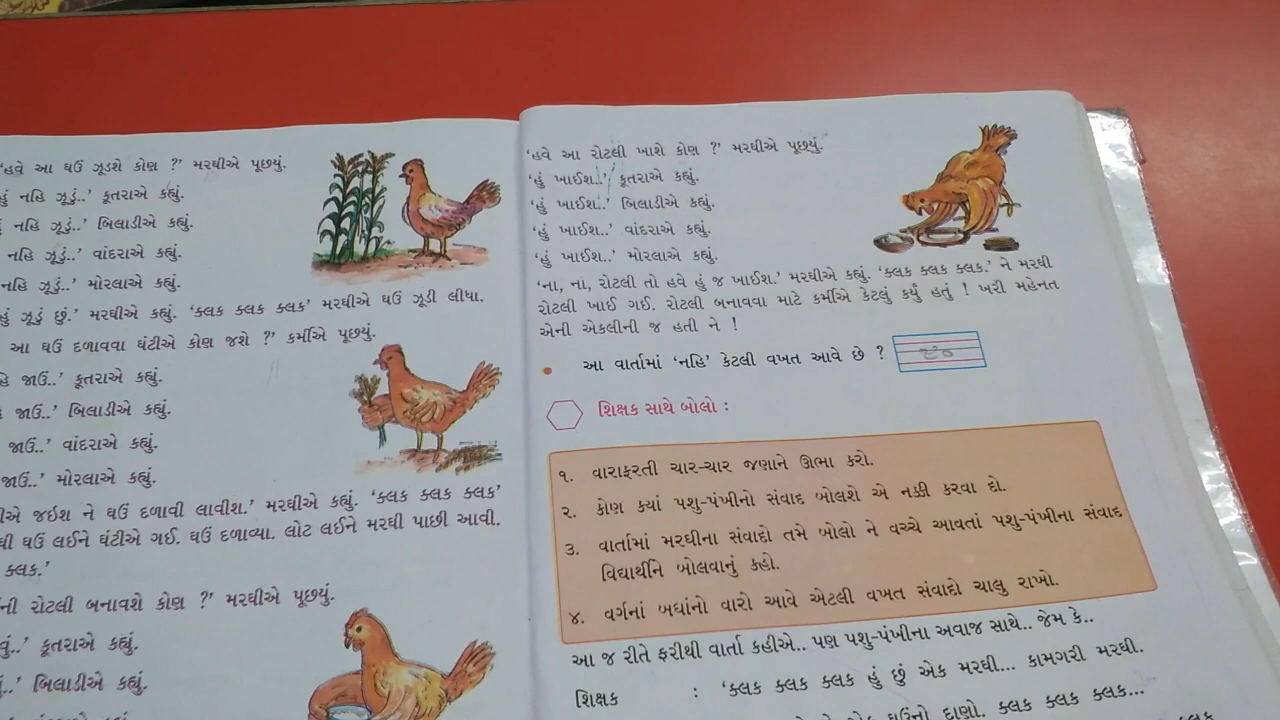 'હવે આ ઘઉં ઝૂડશે કોણ ?' મરઘીએ પૂછયું.
હું નહિ ઝૂડું..' કૂતરાએ કહ્યું.
નહિ ઝૂડું..' બિલાડીએ કહ્યું.
નહિ ઝૂડું..' વાંદરાએ કહ્યું.
નહિ ઝૂડું..' મોરલાએ કહ્યું.
હું ઝૂડું છું.' મરઘીએ કહ્યું. 'ક્લક ક્લક ક્લક' મરઘીએ ઘઉં ઝૂડી લીધા.
આ ઘઉં દળાવવા ઘંટીએ કોણ જશે ?' કર્મીએ પૂછયું.
જાઉં..' કૂતરાએ કહ્યું.
જાઉં..' બિલાડીએ કહ્યું.
જાઉં..' વાંદરાએ કહ્યું.
જાઉં..' મોરલાએ કહ્યું.
જઈશ ને ઘઉં દળાવી લાવીશ.' મરઘીએ કહ્યું. 'ક્લક ક્લક ક્લક'
ઘઉં લઈને ઘંટીએ ગઈ. ઘઉં દળાવ્યા. લોટ લઈને મરઘી પાછી આવી.
ક્લક.'
રોટલી બનાવશે કોણ ?' મરઘીએ પૂછયું.
કૂતરાએ કહ્યું.
બિલાડીએ કહ્યું.
'હવે આ રોટલી ખાશે કોણ ?' મરઘીએ પૂછયું.
'હું ખાઈશ..' કૂતરાએ કહ્યું.
'હું ખાઈશ..' બિલાડીએ કહ્યું.
'હું ખાઈશ..' વાંદરાએ કહ્યું.
'હું ખાઈશ..' મોરલાએ કહ્યું.
'ના, ના, રોટલી તો હવે હું જ ખાઈશ.' મરઘીએ કહ્યું. 'ક્લક ક્લક ક્લક.' ને મરઘી
રોટલી ખાઈ ગઈ. રોટલી બનાવવા માટે કર્મીએ કેટલું કર્યું હતું ! ખરી મહેનત
એની એકલીની જ હતી ને !
આ વાર્તામાં 'નહિ' કેટલી વખત આવે છે ?
શિક્ષક સાથે બોલો :
૧. વારાફરતી ચાર-ચાર જણાને ઊભા કરો.
૨. કોણ ક્યાં પશુ-પંખીનો સંવાદ બોલશે એ નક્કી કરવા દો.
૩. વાર્તામાં મરઘીના સંવાદો તમે બોલો ને વચ્ચે આવતાં પશુ-પંખીના સંવાદ
વિદ્યાર્થીને બોલવાનું કહો.
૪. વર્ગનાં બધાંનો વારો આવે એટલી વખત સંવાદો ચાલુ રાખો.
આ જ રીતે ફરીથી વાર્તા કહીએ.. પણ પશુ-પંખીના અવાજ સાથે.. જેમ કે..
શિક્ષક : 'ક્લક ક્લક ક્લક હું છું એક મરઘી... કામગરી મરઘી.
ઘઉંનો દાણો. ક્લક ક્લક ક્લક...